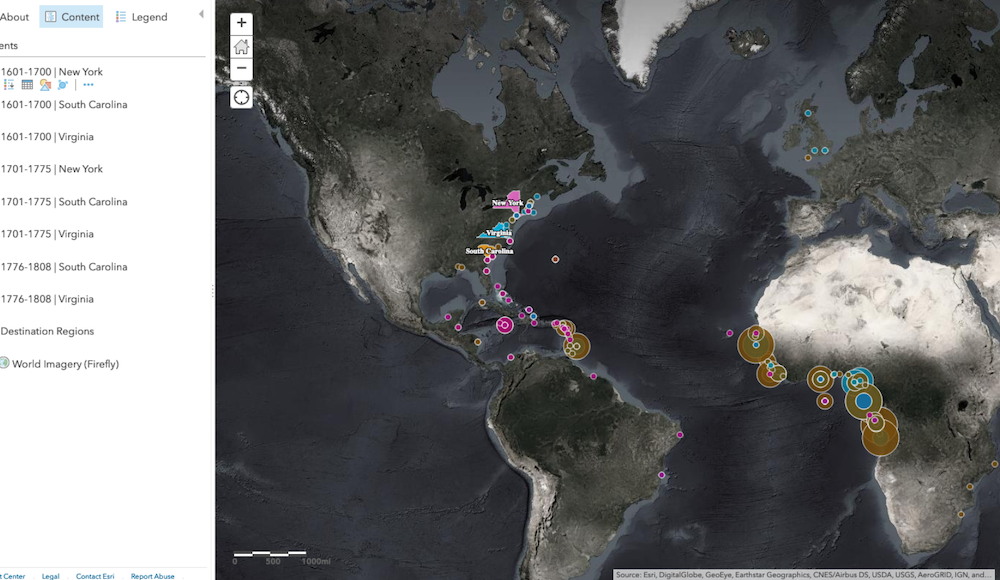 About Content Legend
ents
1601-1700 | New York
1601-1700 | South Carolina
1601-1700 | Virginia
1701-1775 | New York
1701-1775 | South Carolina
1701-1775 | Virginia
1776-1808 | South Carolina
1776-1808 | Virginia
Destination Regions
World Imagery (Firefly)
t Center Legal Contact Esri Report Abuse
+
−
New York
Virginia
South Carolina
0 500 1000mi
Source: Esri, DigitalGlobe, GeoEye, Earthstar Geographics, CNES/Airbus DS, USDA, USGS, AeroGRID, IGN, and...